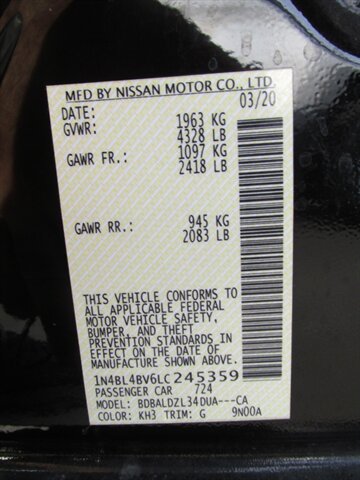 MFD BY NISSAN MOTOR CO., LTD.
DATE: 03/20
GVWR: 1963 KG
4328 LB
GAWR FR.: 1097 KG
2418 LB
GAWR RR.: 945 KG
2083 LB
THIS VEHICLE CONFORMS TO
ALL APPLICABLE FEDERAL
MOTOR VEHICLE SAFETY,
BUMPER, AND THEFT
PREVENTION STANDARDS IN
EFFECT ON THE DATE OF
MANUFACTURE SHOWN ABOVE.
1N4BL4BV6LC245359
PASSENGER CAR 724
MODEL: BDBALDZL34DUA---CA
COLOR: KH3 TRIM: G 9N00A